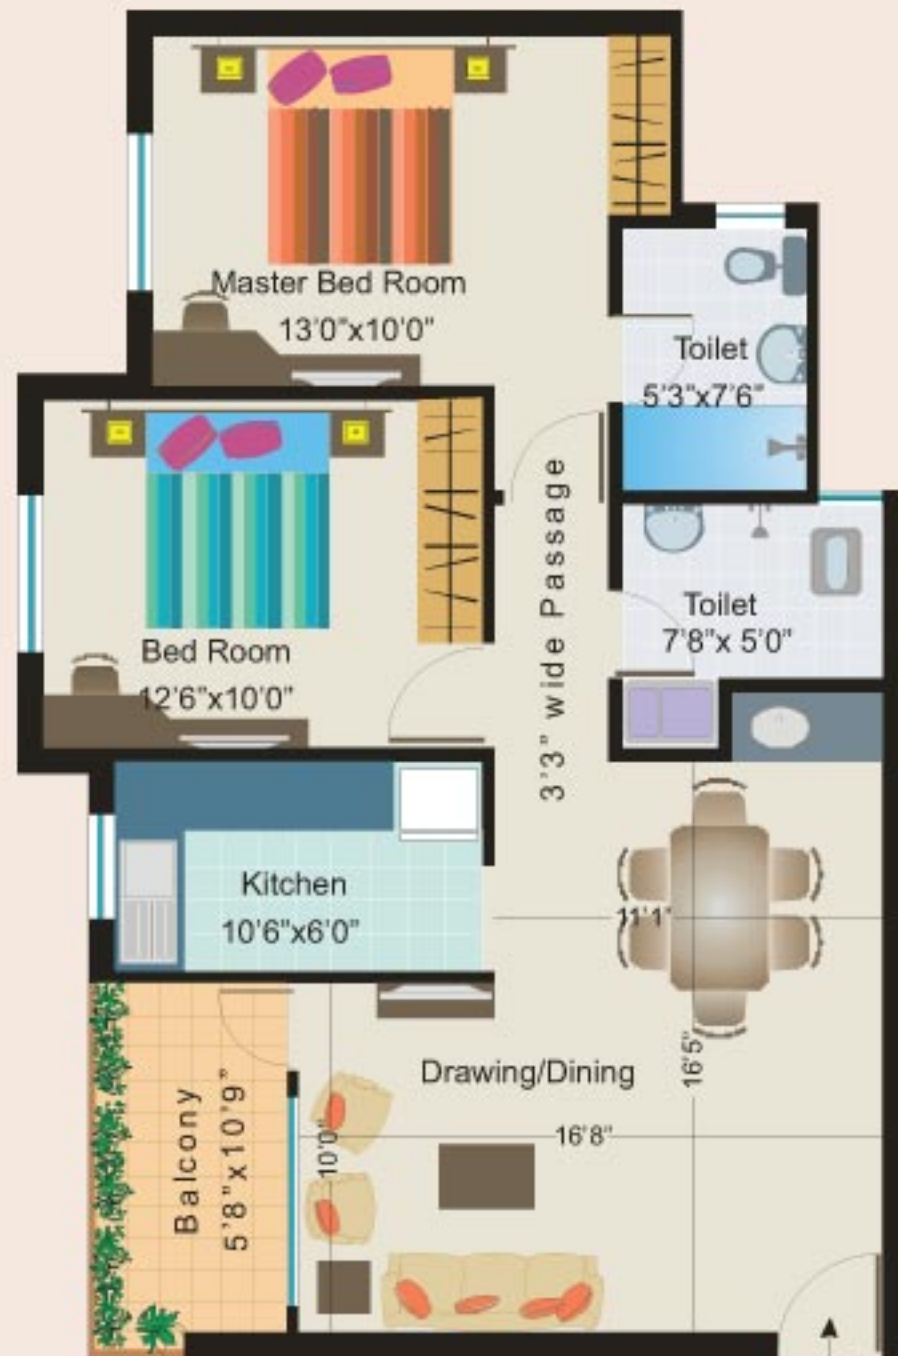 Master Bed Room
13'0"x10'0"
Toilet
5'3"x7'6"
3'3" wide Passage
Toilet
7'8"x 5'0"
Bed Room
12'6"x10'0"
Kitchen
10'6"x6'0"
11'1"
16'5"
Drawing/Dining
16'8"
10'0"
Balcony
5'8"x10'9"